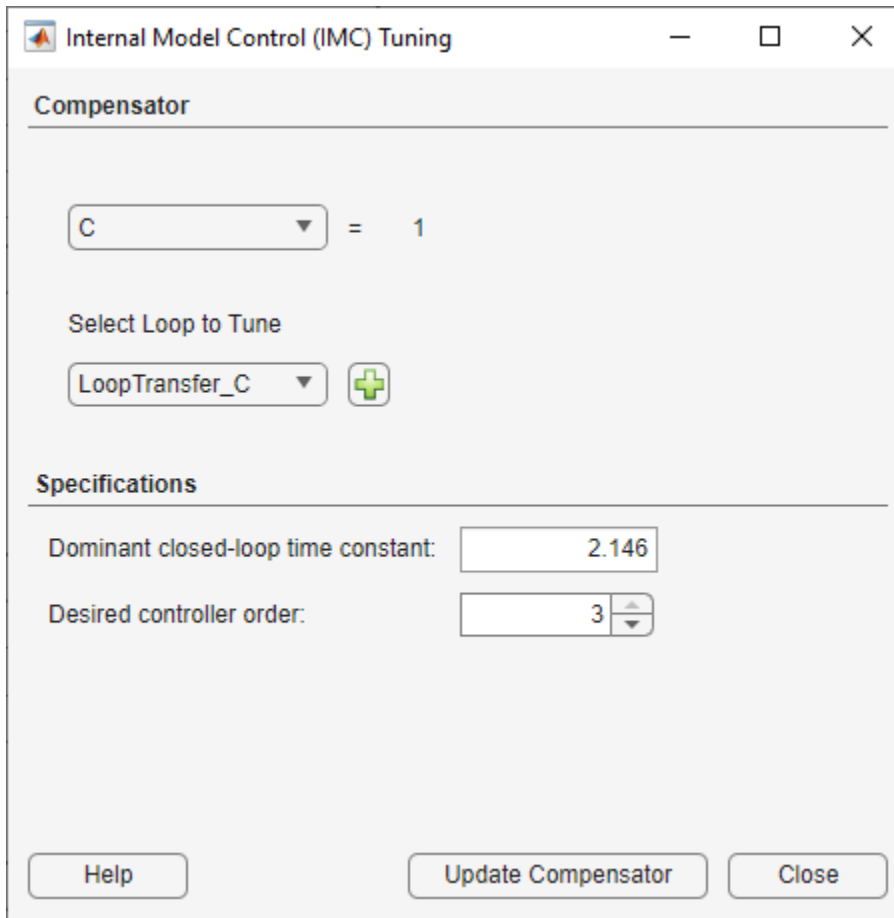 Internal Model Control (IMC) Tuning
Compensator
C = 1
Select Loop to Tune
LoopTransfer_C
Specifications
Dominant closed-loop time constant: 2.146
Desired controller order: 3
Help Update Compensator Close